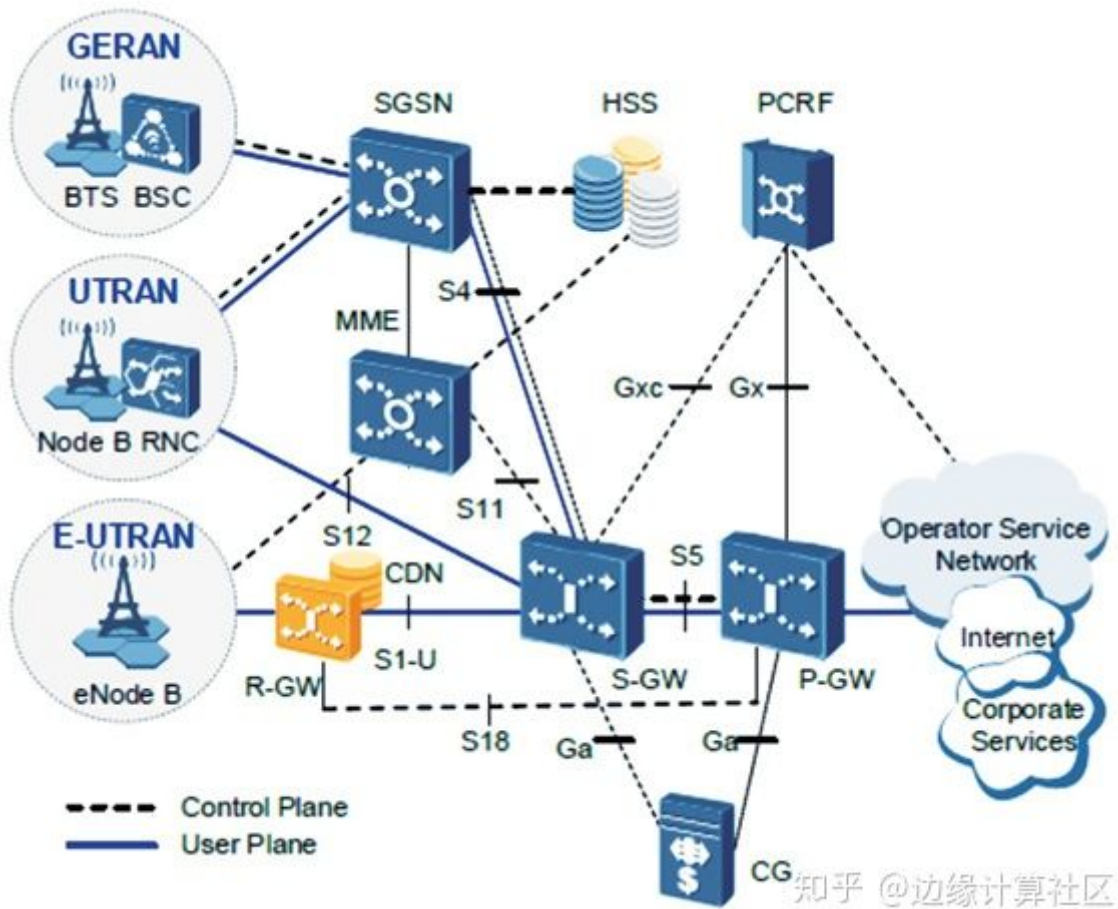 GERAN
BTS BSC
SGSN
HSS
PCRF
UTRAN
Node B RNC
MME
S4
Gxc
Gx
S11
S12
E-UTRAN
eNode B
CDN
R-GW
S1-U
S5
S-GW
P-GW
Operator Service
Network
Internet
Corporate
Services
S18
Ga
Ga
CG
$
Control Plane
User Plane
知乎 @边缘计算社区